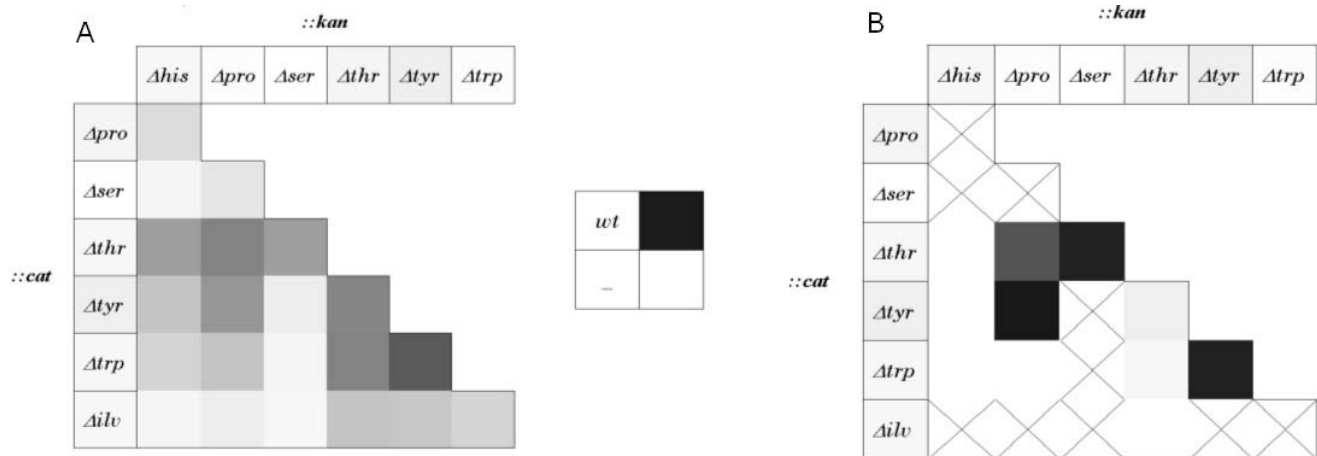 A
::kan
Δhis Δpro Δser Δthr Δtyr Δtrp
Δpro
Δser
Δthr
::cat
Δtyr
Δtrp
Δilv
wt
–
B
::kan
Δhis Δpro Δser Δthr Δtyr Δtrp
Δpro
Δser
Δthr
::cat
Δtyr
Δtrp
Δilv